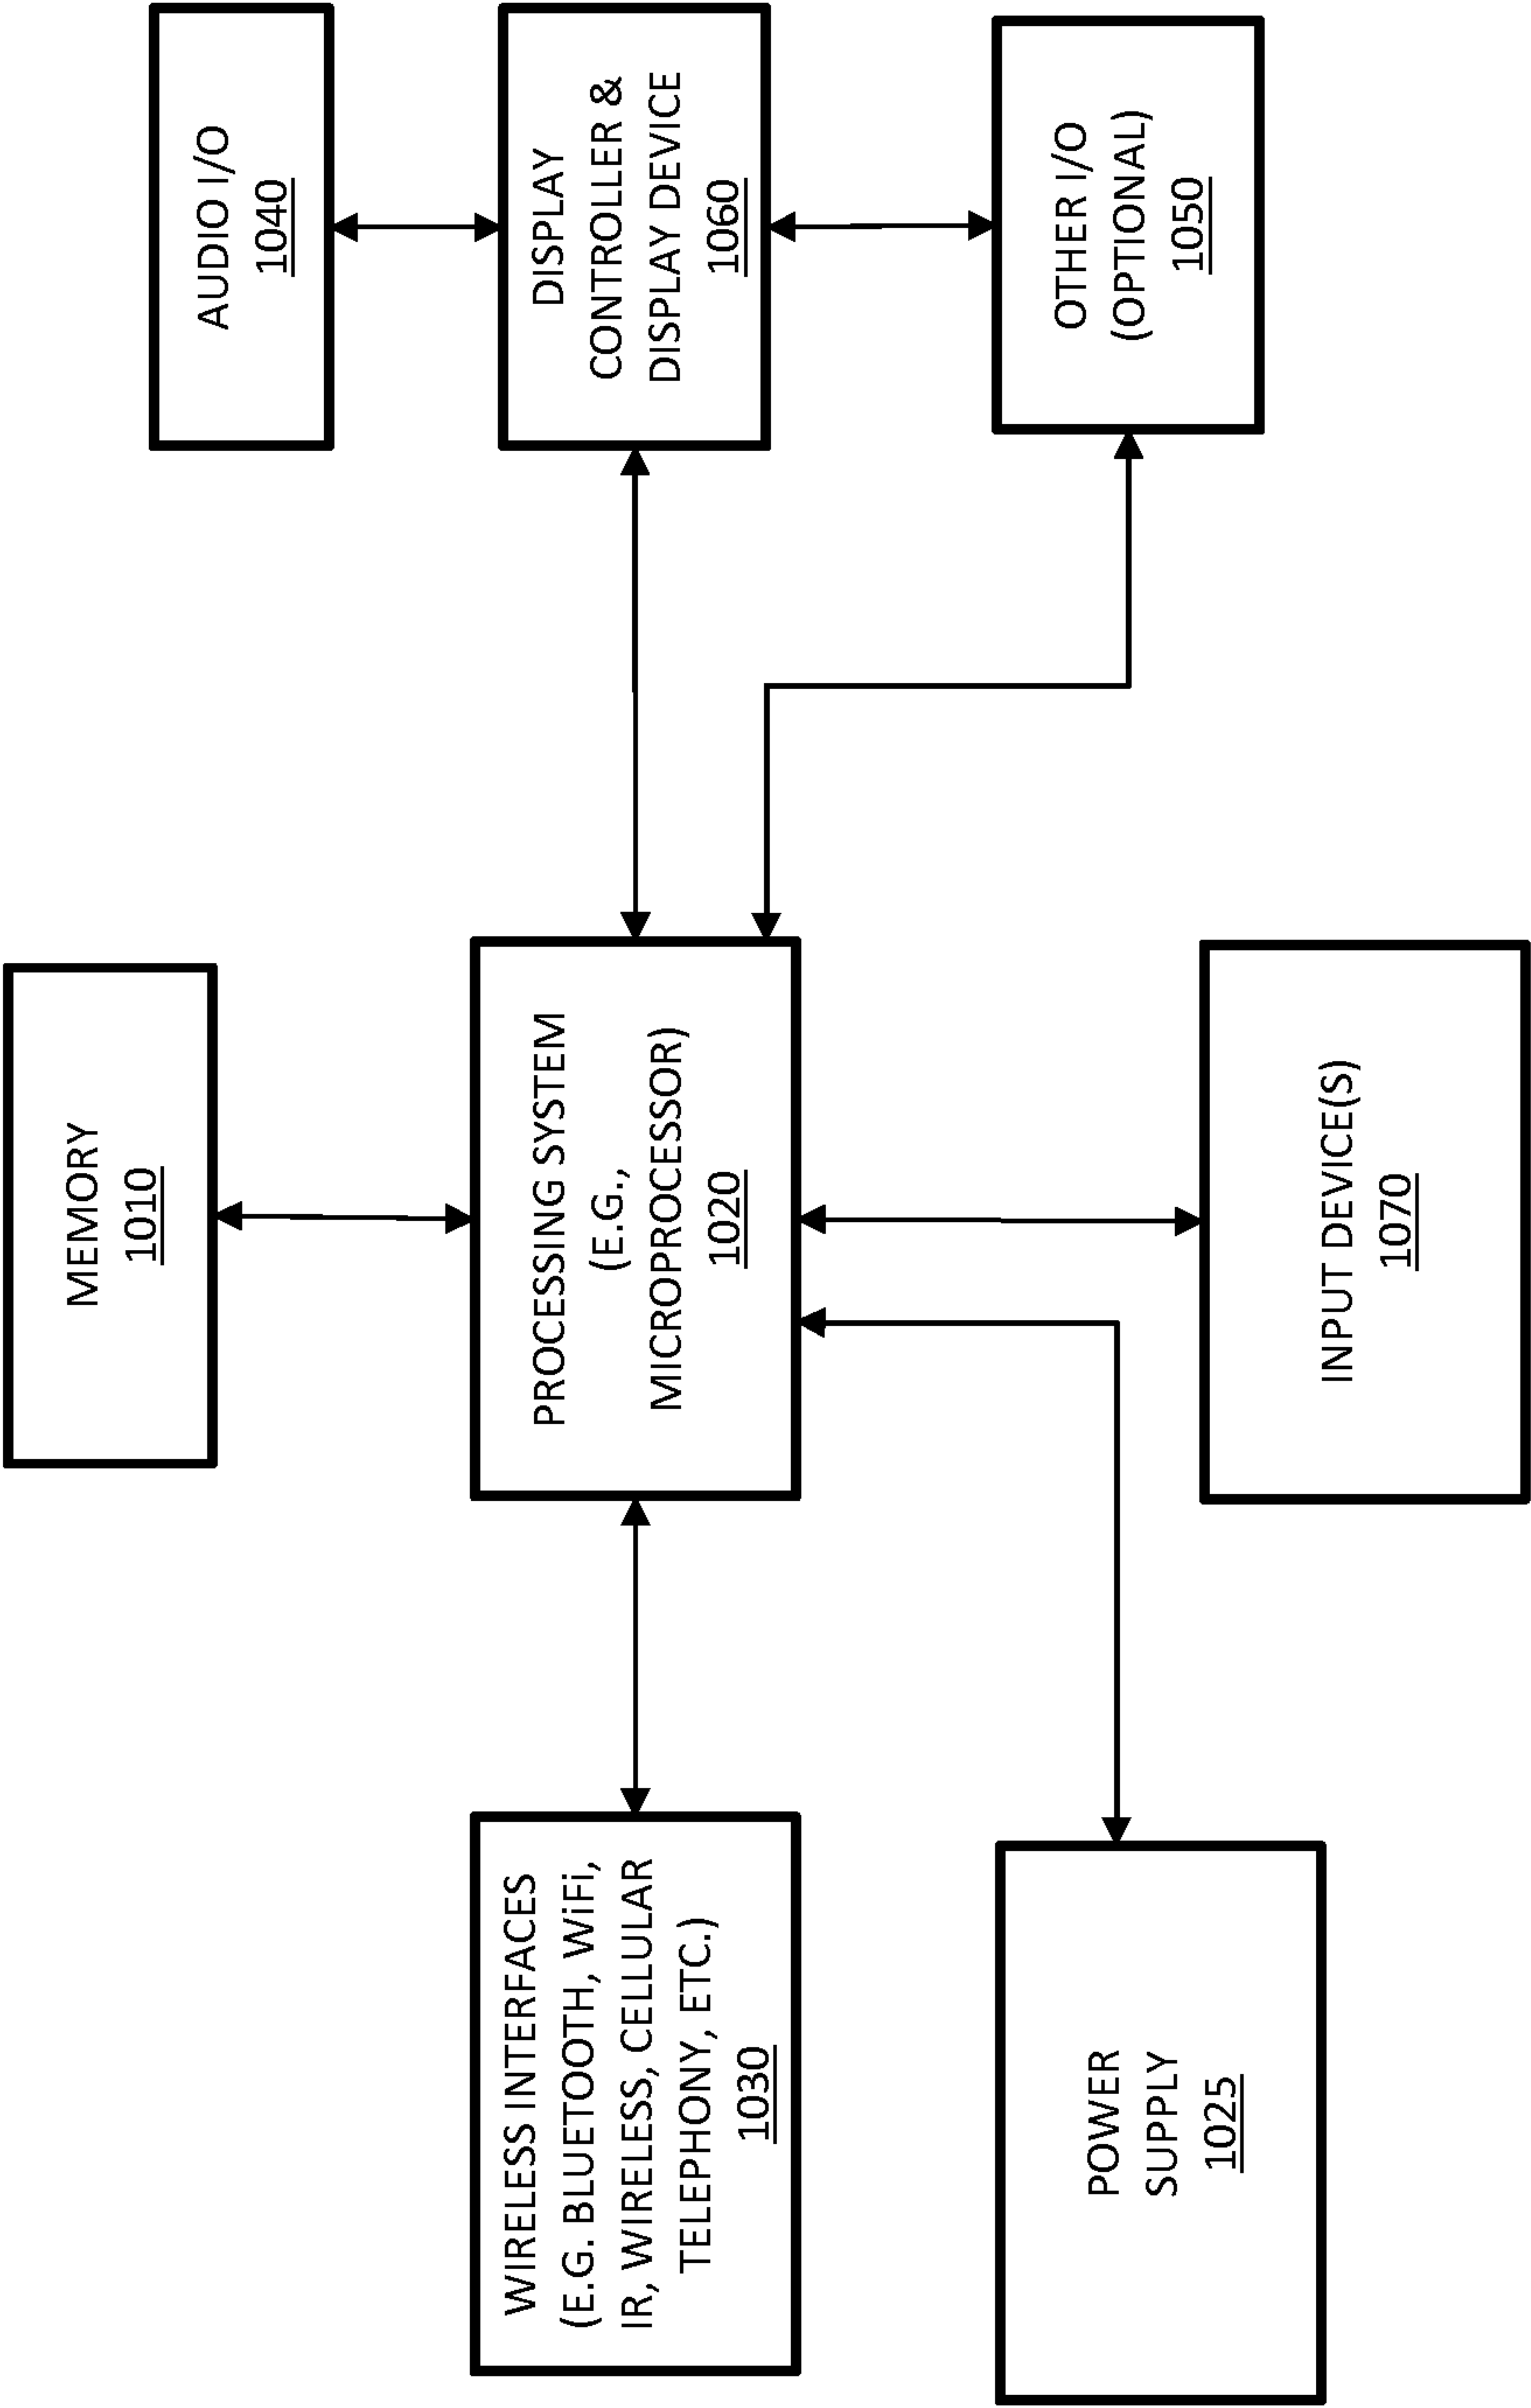 MEMORY
1010
AUDIO I/O
1040
WIRELESS INTERFACES
(E.G. BLUETOOTH, WiFi,
IR, WIRELESS, CELLULAR
TELEPHONY, ETC.)
1030
PROCESSING SYSTEM
(E.G.,
MICROPROCESSOR)
1020
DISPLAY
CONTROLLER &
DISPLAY DEVICE
1060
POWER
SUPPLY
1025
INPUT DEVICE(S)
1070
OTHER I/O
(OPTIONAL)
1050